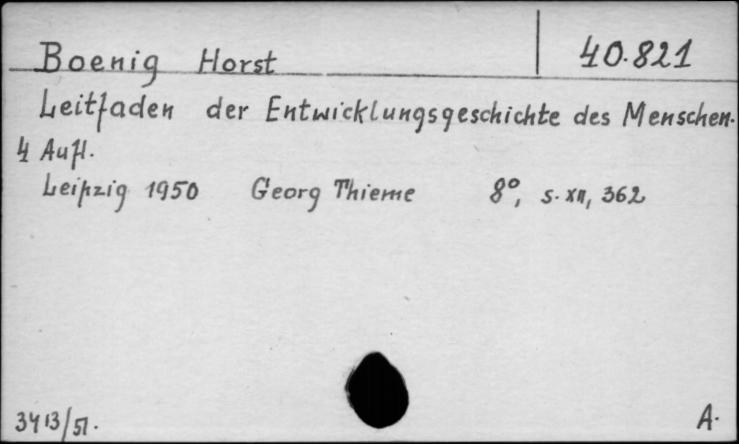 Boenig Horst 40.821
Leitfaden der Entwicklungsgeschichte des Menschen.
4 Aufl.
Leipzig 1950 Georg Thieme 8°, S. XII, 362
3413/51.
A.